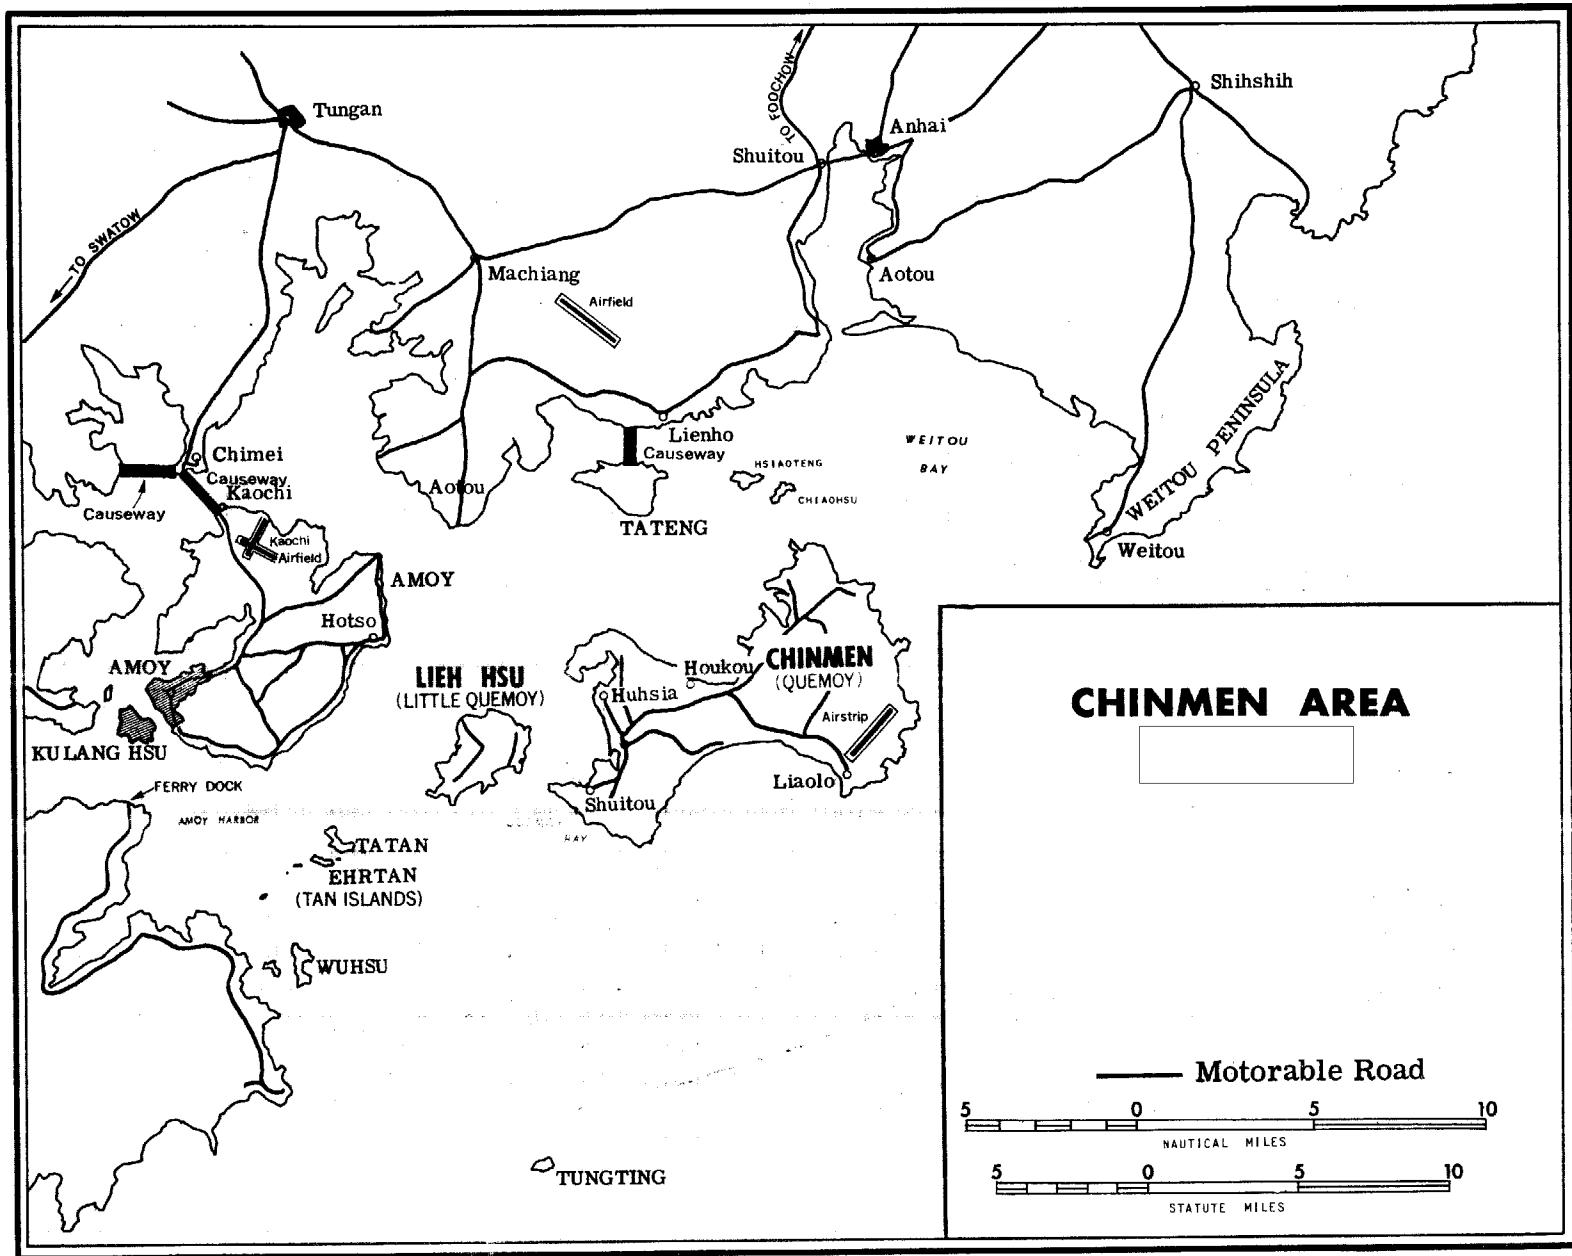 TO FOOCHOW
Shihshih
Tungan
Anhai
Shuitou
TO SWATOW
Machiang
Airfield
Aotou
WEITOU PENINSULA
Chimei
Causeway
Kaochi
Causeway
Lienho
Causeway
WEITOU
BAY
HSIAOTENG
CHIAOHSU
Aotou
TATENG
Kaochi
Airfield
Weitou
AMOY
Hotso
AMOY
LIEH HSU
(LITTLE QUEMOY)
Houkou
CHINMEN
(QUEMOY)
Huhsia
Airstrip
KULANG HSU
Liaolo
Shuitou
FERRY DOCK
AMOY HARBOR
BAY
TATAN
EHRTAN
(TAN ISLANDS)
WUHSU
TUNGTING
CHINMEN AREA
Motorable Road
5 0 5 10
NAUTICAL MILES
5 0 5 10
STATUTE MILES